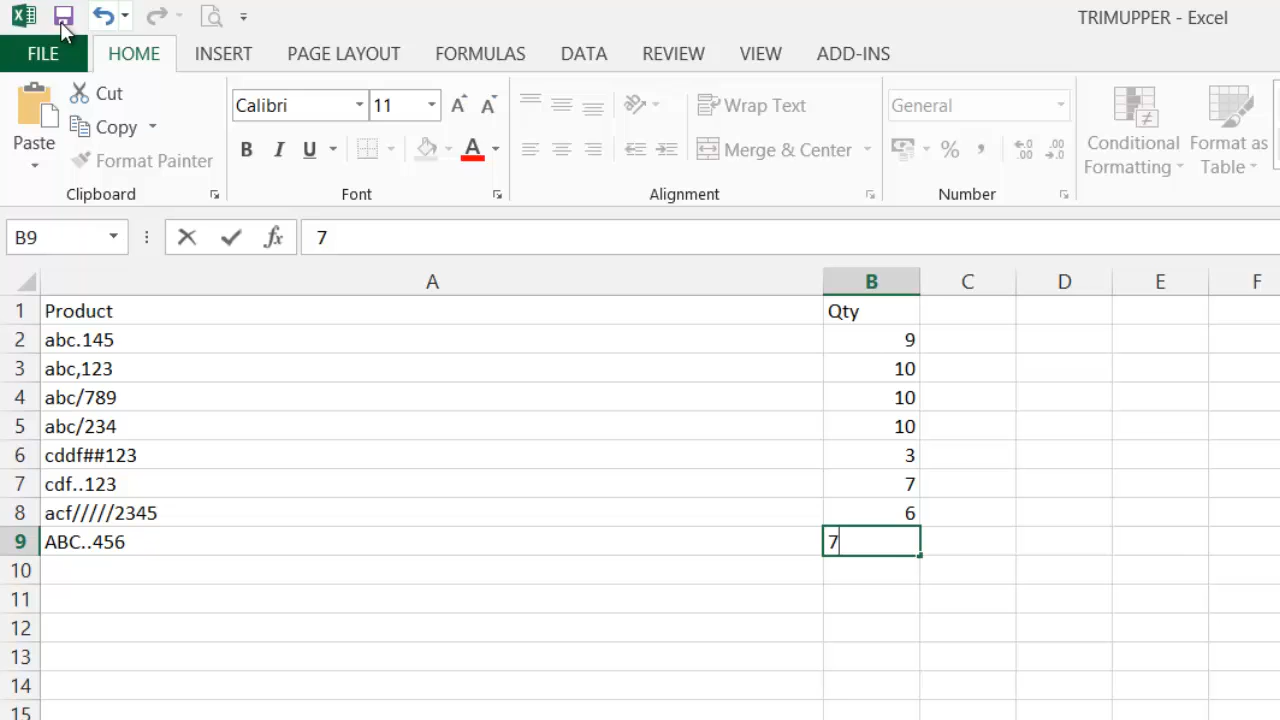 TRIMUPPER - Excel
FILE HOME INSERT PAGE LAYOUT FORMULAS DATA REVIEW VIEW ADD-INS
Paste
Cut
Copy
Format Painter
Clipboard
Calibri 11
B I U A
Font
Wrap Text
Merge & Center
Alignment
General
% , .00 .0
Number
Conditional Formatting
Format as Table
B9 fx 7
A B C D E F
1 Product Qty
2 abc.145 9
3 abc,123 10
4 abc/789 10
5 abc/234 10
6 cddf##123 3
7 cdf..123 7
8 acf/////2345 6
9 ABC..456 7
10
11
12
13
14
15